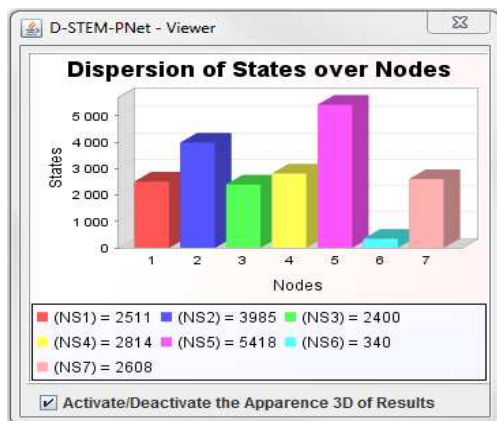 D-STEM-PNet - Viewer
Dispersion of States over Nodes
States
5 000
4 000
3 000
2 000
1 000
0
1 2 3 4 5 6 7
Nodes
(NS1) = 2511 (NS2) = 3985 (NS3) = 2400
(NS4) = 2814 (NS5) = 5418 (NS6) = 340
(NS7) = 2608
Activate/Deactivate the Apparence 3D of Results